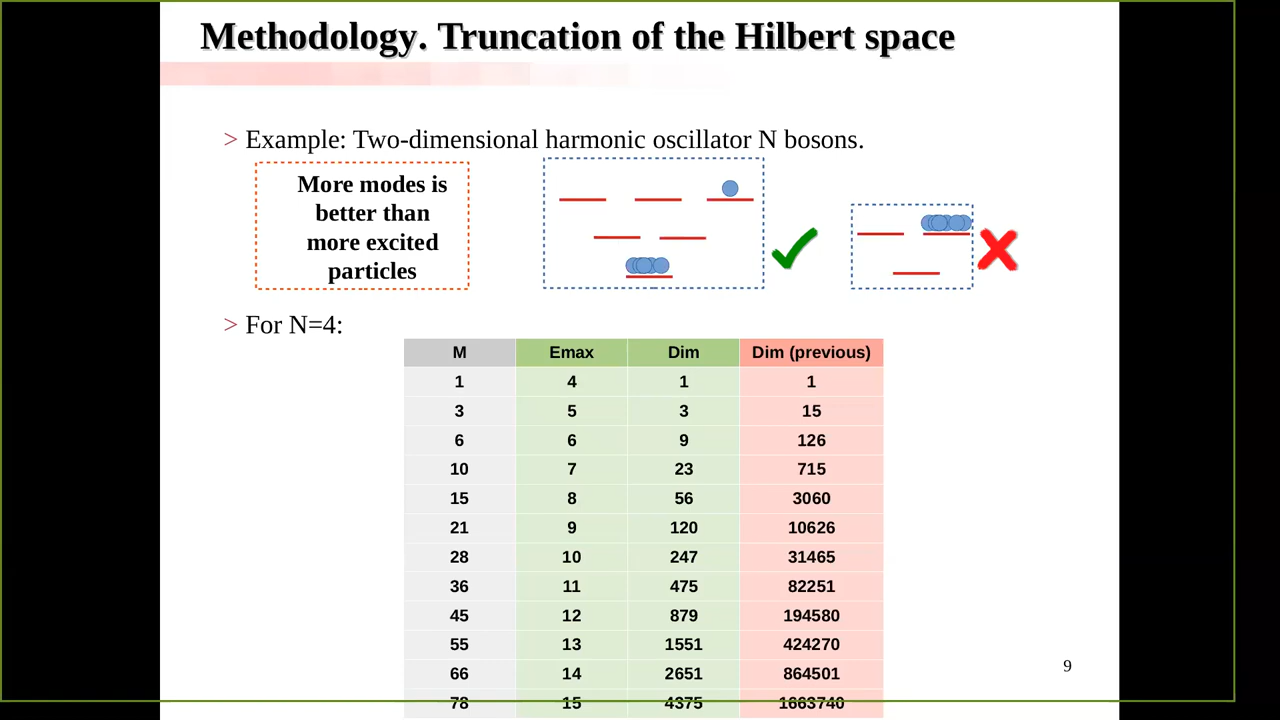 Methodology. Truncation of the Hilbert space
> Example: Two-dimensional harmonic oscillator N bosons.
More modes is
better than
more excited
particles
> For N=4:
M Emax Dim Dim (previous)
1 4 1 1
3 5 3 15
6 6 9 126
10 7 23 715
15 8 56 3060
21 9 120 10626
28 10 247 31465
36 11 475 82251
45 12 879 194580
55 13 1551 424270
66 14 2651 864501
78 15 4375 1663740
9